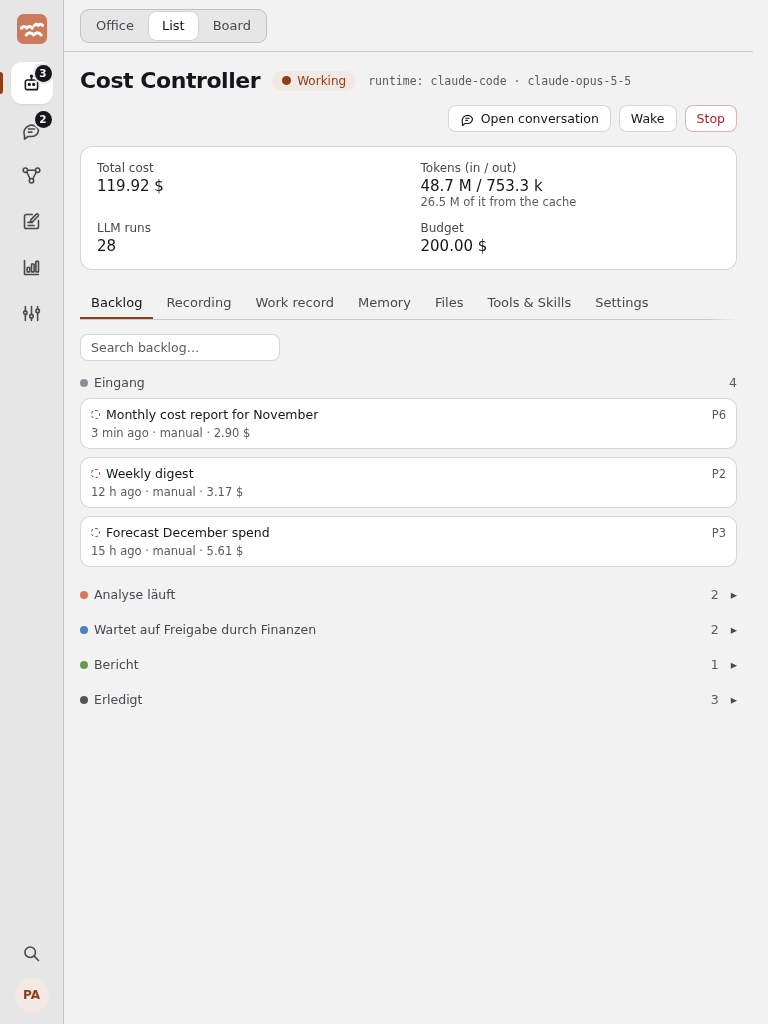 Office List Board
3
2
Cost Controller Working runtime: claude-code · claude-opus-5-5
Open conversation Wake Stop
Total cost
119.92 $
Tokens (in / out)
48.7 M / 753.3 k
26.5 M of it from the cache
LLM runs
28
Budget
200.00 $
Backlog Recording Work record Memory Files Tools & Skills Settings
Search backlog...
Eingang 4
Monthly cost report for November P6
3 min ago · manual · 2.90 $
Weekly digest P2
12 h ago · manual · 3.17 $
Forecast December spend P3
15 h ago · manual · 5.61 $
Analyse läuft 2
Wartet auf Freigabe durch Finanzen 2
Bericht 1
Erledigt 3
PA